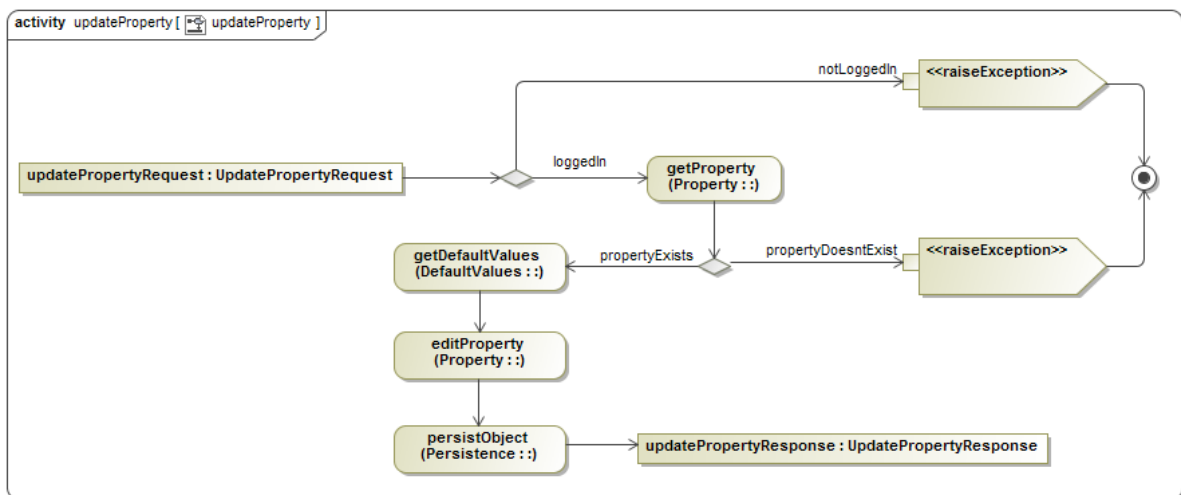 activity updateProperty [ updateProperty ]
notLoggedIn
<<raiseException>>
updatePropertyRequest : UpdatePropertyRequest
loggedIn
getProperty
(Property : :)
getDefaultValues
(DefaultValues : :)
propertyExists
propertyDoesntExist
<<raiseException>>
editProperty
(Property : :)
persistObject
(Persistence : :)
updatePropertyResponse : UpdatePropertyResponse